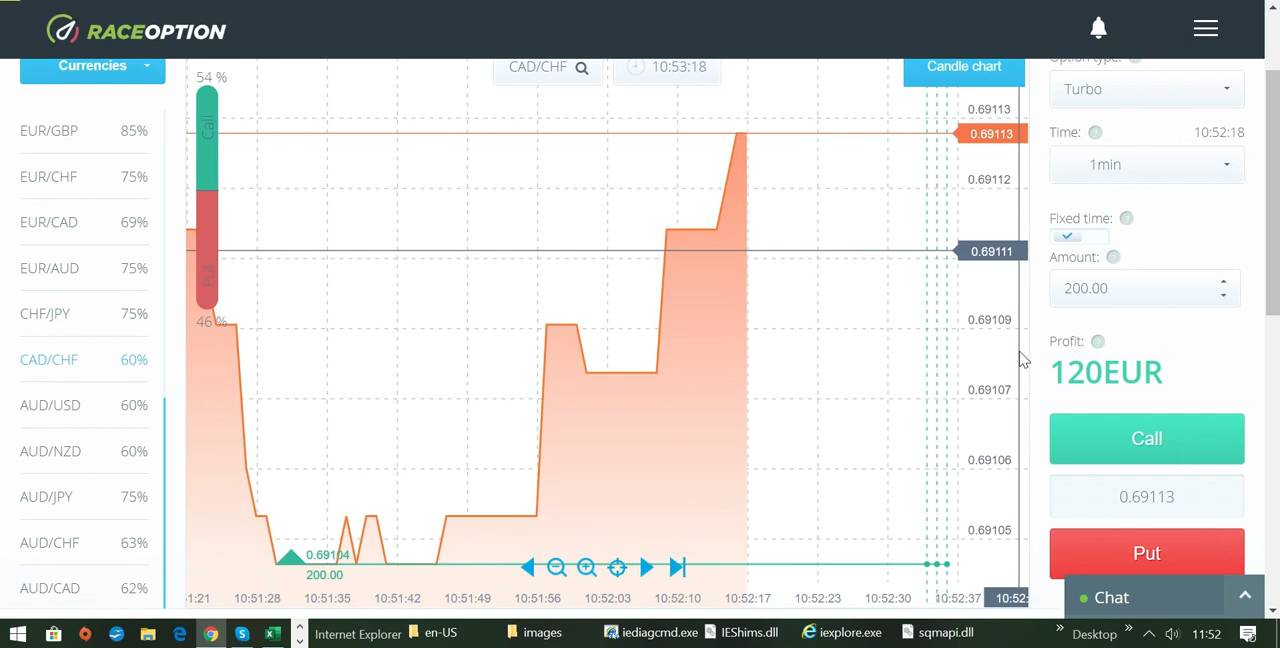 RACEOPTION
Currencies
EUR/GBP 85%
EUR/CHF 75%
EUR/CAD 69%
EUR/AUD 75%
CHF/JPY 75%
CAD/CHF 60%
AUD/USD 60%
AUD/NZD 60%
AUD/JPY 75%
AUD/CHF 63%
AUD/CAD 62%
54 %
Call
Put
46 %
CAD/CHF
10:53:18
Candle chart
0.69113
0.69113
0.69112
0.69111
0.69109
0.69107
0.69106
0.69105
0.69104
200.00
10:51:28 10:51:35 10:51:42 10:51:49 10:51:56 10:52:03 10:52:10 10:52:17 10:52:23 10:52:30 10:52:37
Option type:
Turbo
Time: 10:52:18
1min
Fixed time:
Amount:
200.00
Profit:
120EUR
Call
0.69113
Put
Chat
Internet Explorer en-US images iediagcmd.exe IEShims.dll iexplore.exe sqmapi.dll » Desktop » 11:52